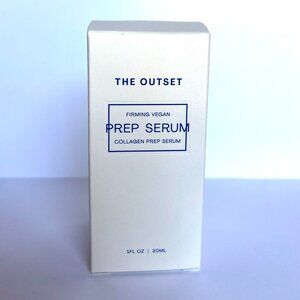 THE OUTSET
FIRMING VEGAN
PREP SERUM
COLLAGEN PREP SERUM
1FL OZ | 30ML